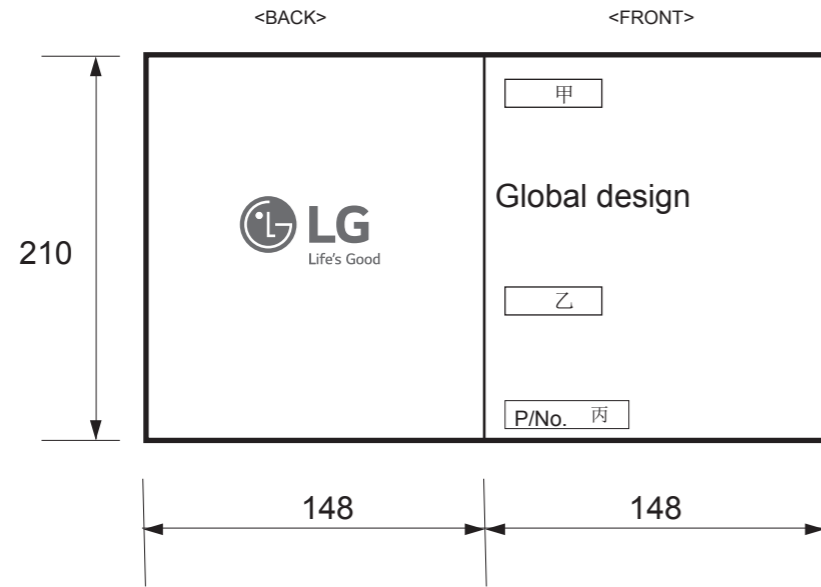 <BACK>
<FRONT>
甲
Global design
LG
Life's Good
210
乙
P/No. 丙
148
148